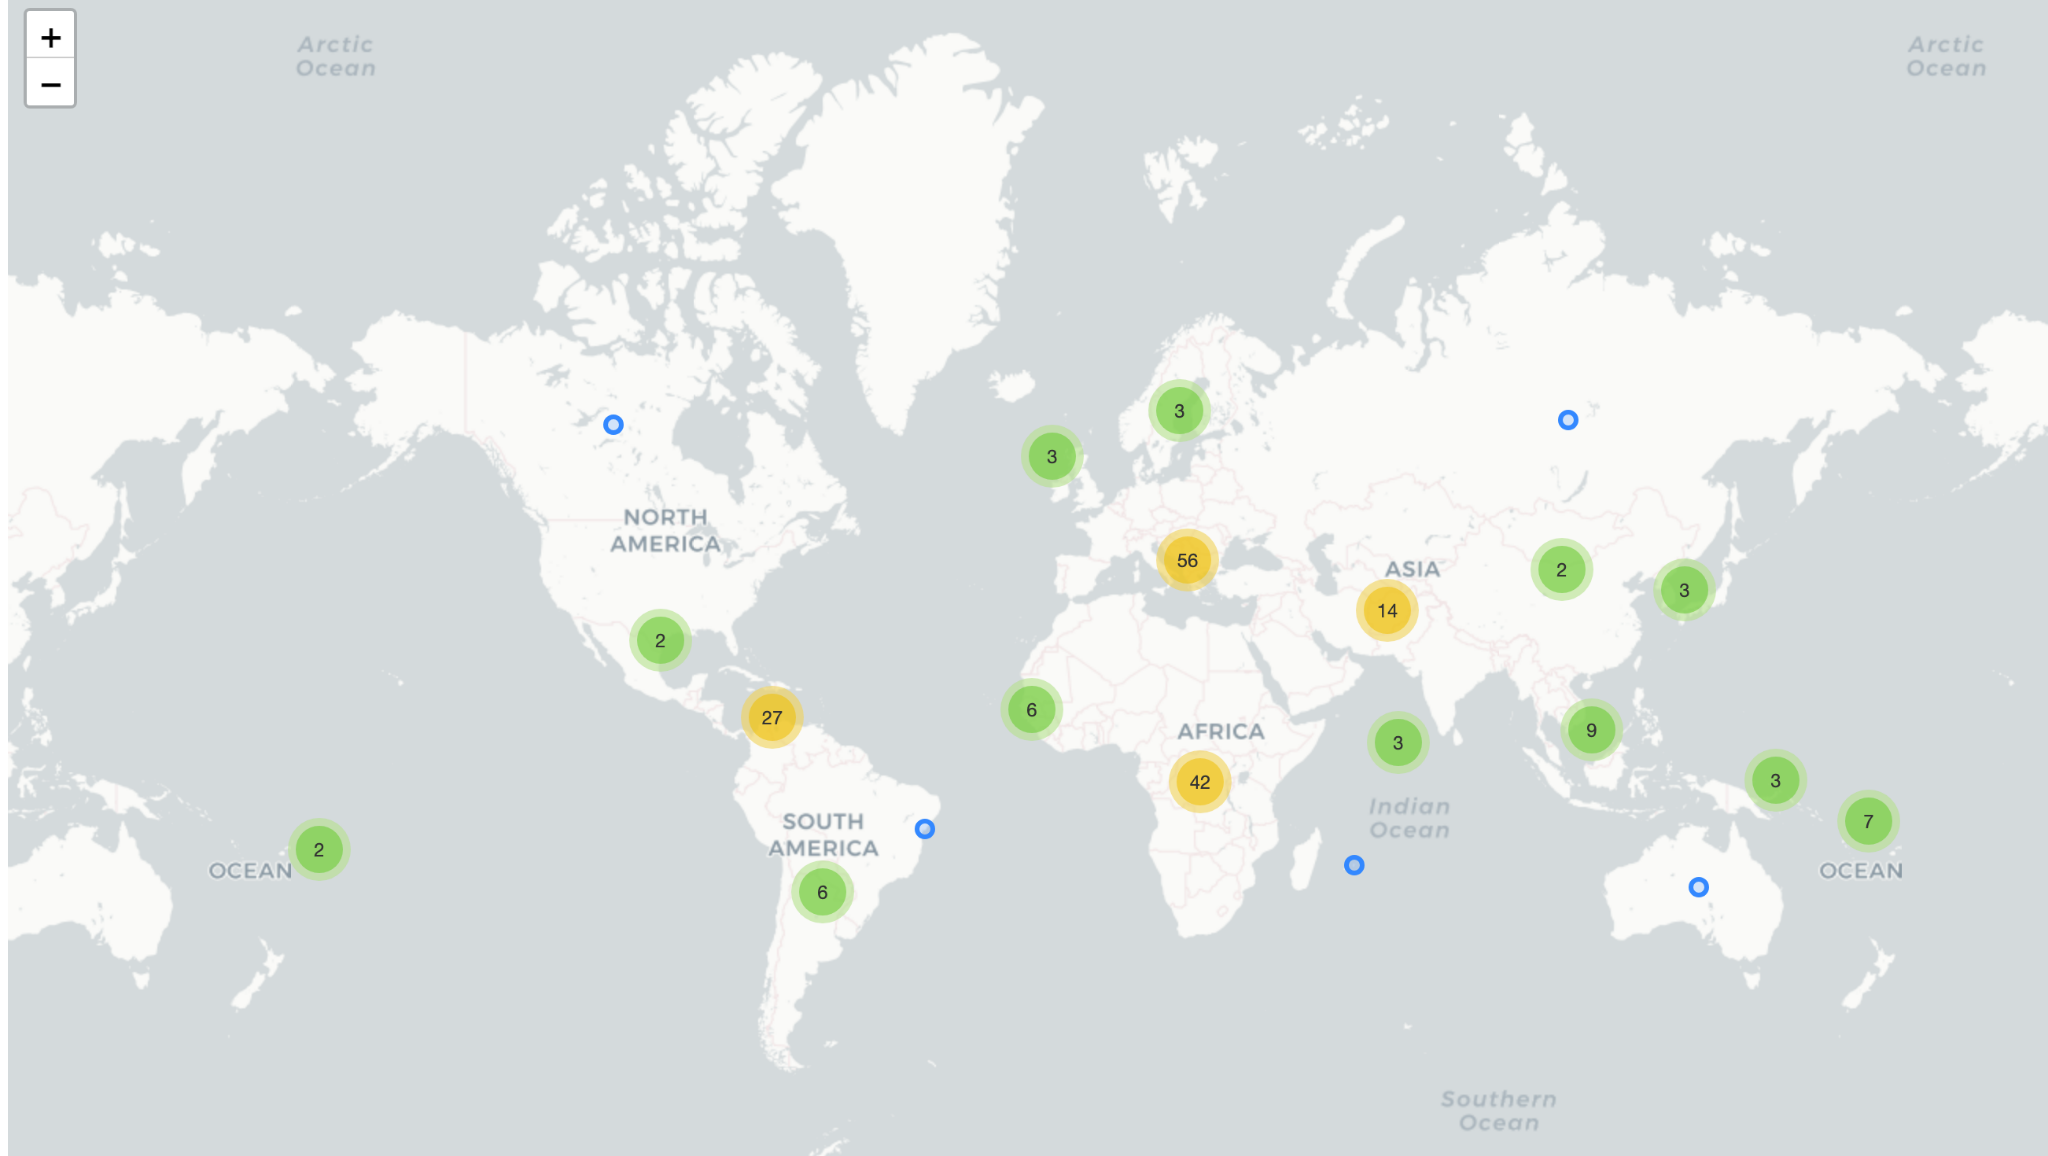 +
−
Arctic
Ocean
Arctic
Ocean
3
3
NORTH
AMERICA
56
ASIA
2
3
14
2
6
27
AFRICA
3
9
42
3
Indian
Ocean
SOUTH
AMERICA
7
2
OCEAN
OCEAN
6
Southern
Ocean